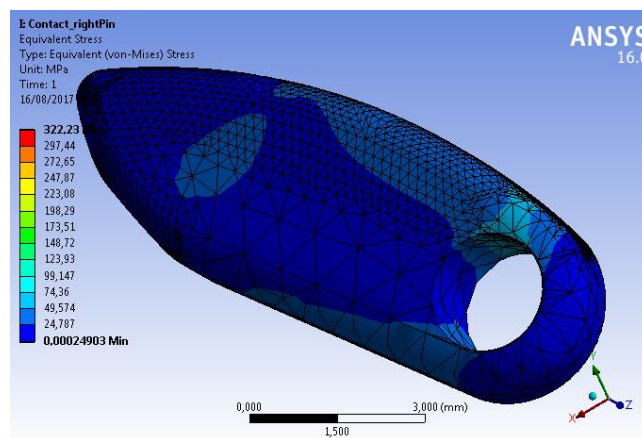 I: Contact_rightPin
Equivalent Stress
Type: Equivalent (von-Mises) Stress
Unit: MPa
Time: 1
16/08/2017
ANSYS
16.0
322,23
297,44
272,65
247,87
223,08
198,29
173,51
148,72
123,93
99,147
74,36
49,574
24,787
0,00024903 Min
0,000
3,000 (mm)
1,500
Y
X
Z